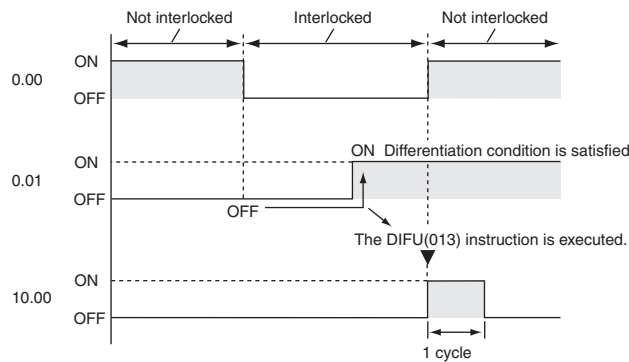 Not interlocked Interlocked Not interlocked
ON
0.00
OFF
ON Differentiation condition is satisfied
ON
0.01
OFF
OFF
The DIFU(013) instruction is executed.
ON
10.00
OFF
1 cycle